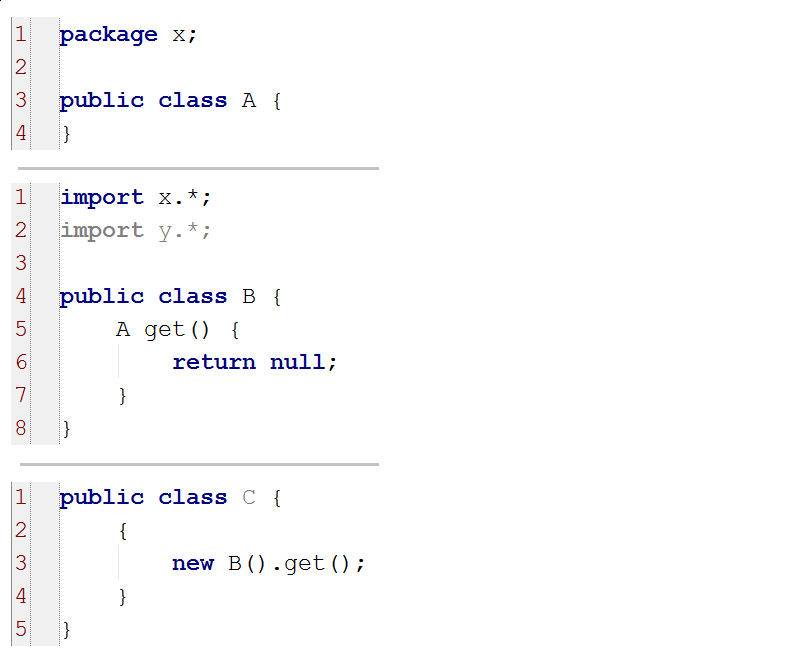 1 package x;
2
3 public class A {
4 }
1 import x.*;
2 import y.*;
3
4 public class B {
5     A get() {
6         return null;
7     }
8 }
1 public class C {
2     {
3         new B().get();
4     }
5 }